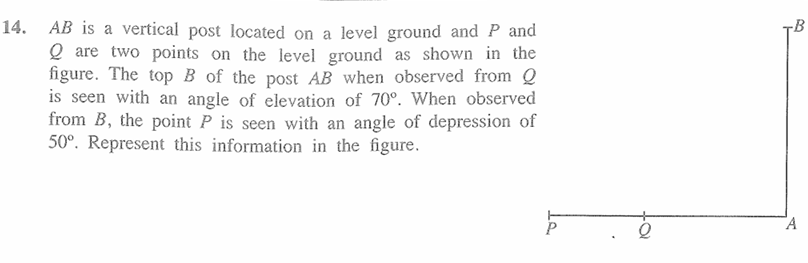 14. AB is a vertical post located on a level ground and P and
Q are two points on the level ground as shown in the
figure. The top B of the post AB when observed from Q
is seen with an angle of elevation of 70°. When observed
from B, the point P is seen with an angle of depression of
50°. Represent this information in the figure.
B
P
Q
A